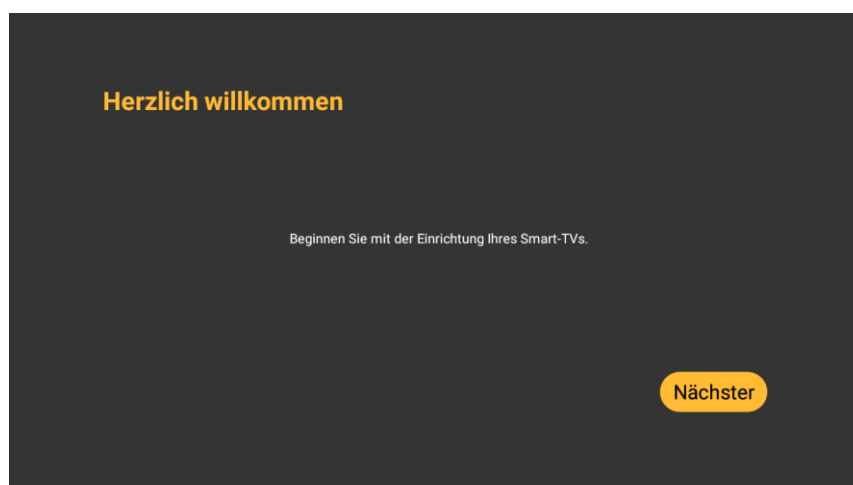 Herzlich willkommen
Beginnen Sie mit der Einrichtung Ihres Smart-TVs.
Nächster